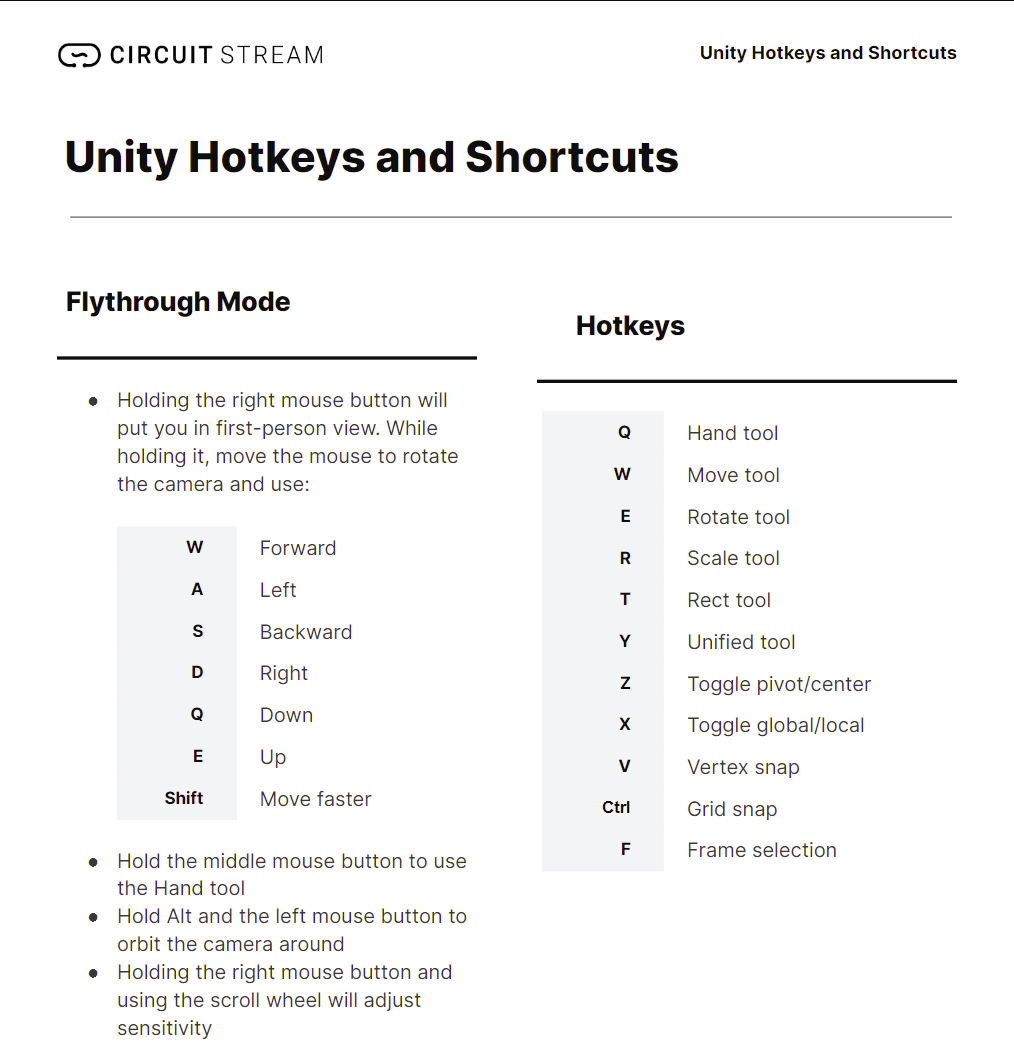 CIRCUIT STREAM
Unity Hotkeys and Shortcuts
Unity Hotkeys and Shortcuts
Flythrough Mode
● Holding the right mouse button will
put you in first-person view. While
holding it, move the mouse to rotate
the camera and use:
W Forward
A Left
S Backward
D Right
Q Down
E Up
Shift Move faster
● Hold the middle mouse button to use
the Hand tool
● Hold Alt and the left mouse button to
orbit the camera around
● Holding the right mouse button and
using the scroll wheel will adjust
sensitivity
Hotkeys
Q Hand tool
W Move tool
E Rotate tool
R Scale tool
T Rect tool
Y Unified tool
Z Toggle pivot/center
X Toggle global/local
V Vertex snap
Ctrl Grid snap
F Frame selection